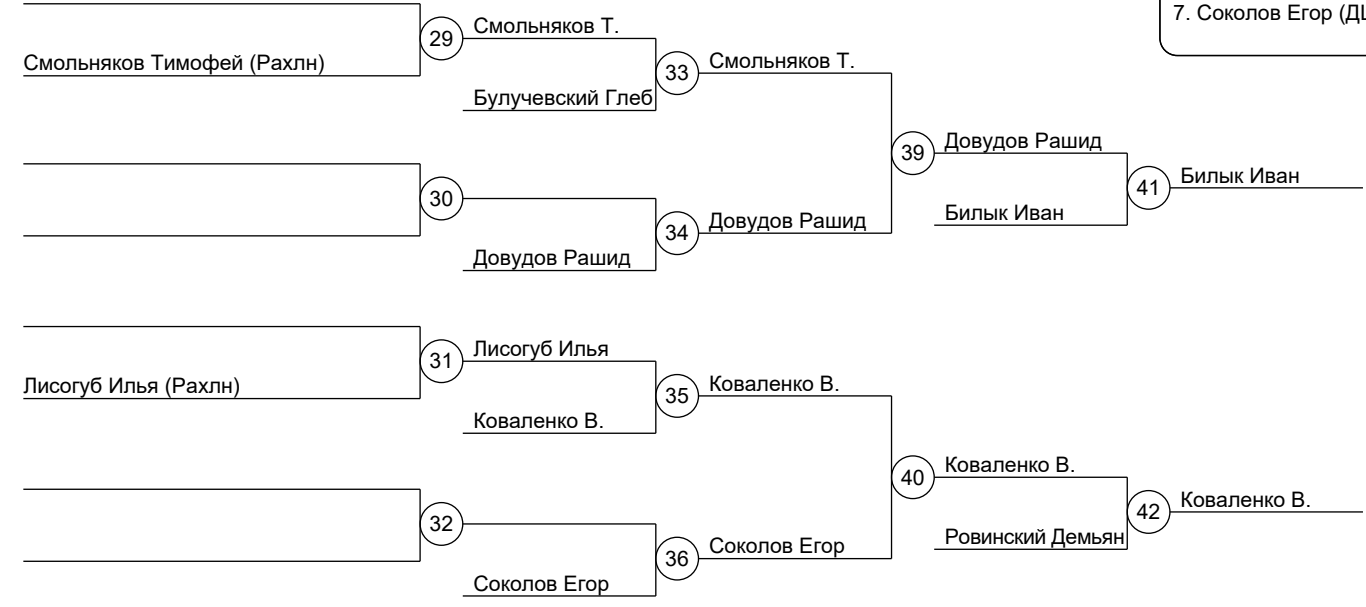 7. Соколов Егор (
29
Смольняков Т.
Смольняков Тимофей (Рахлн)
33
Смольняков Т.
Булучевский Глеб
39
Довудов Рашид
41
Билык Иван
30
Билык Иван
34
Довудов Рашид
Довудов Рашид
31
Лисогуб Илья
Лисогуб Илья (Рахлн)
35
Коваленко В.
Коваленко В.
40
Коваленко В.
42
Коваленко В.
32
Ровинский Демьян
36
Соколов Егор
Соколов Егор